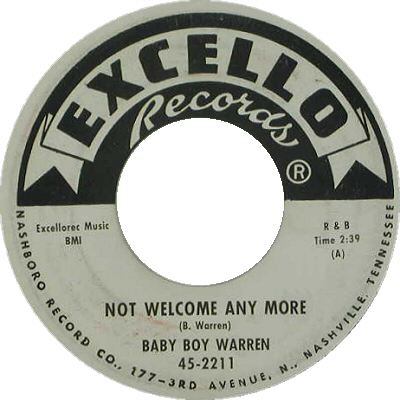 EXCELLO
Records
®
Excellorec Music
BMI
R & B
Time 2:39
(A)
NOT WELCOME ANY MORE
(B. Warren)
BABY BOY WARREN
45-2211
NASHBORO RECORD CO., 177-3RD AVENUE, N., NASHVILLE, TENNESSEE